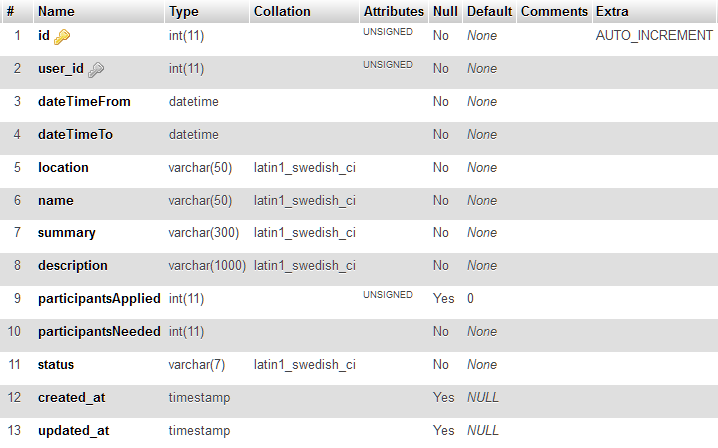 # Name Type Collation Attributes Null Default Comments Extra
1 id int(11) UNSIGNED No None AUTO_INCREMENT
2 user_id int(11) UNSIGNED No None
3 dateTimeFrom datetime No None
4 dateTimeTo datetime No None
5 location varchar(50) latin1_swedish_ci No None
6 name varchar(50) latin1_swedish_ci No None
7 summary varchar(300) latin1_swedish_ci No None
8 description varchar(1000) latin1_swedish_ci No None
9 participantsApplied int(11) UNSIGNED Yes 0
10 participantsNeeded int(11) No None
11 status varchar(7) latin1_swedish_ci No None
12 created_at timestamp Yes NULL
13 updated_at timestamp Yes NULL